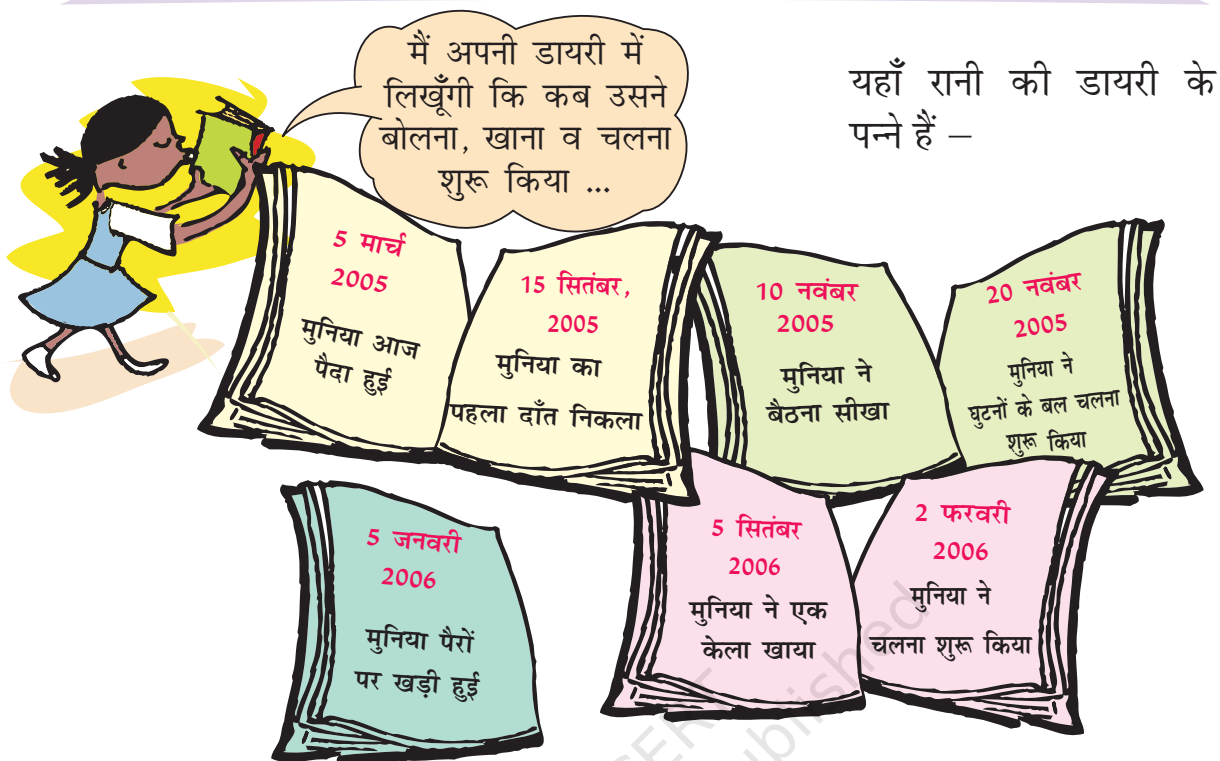 मैं अपनी डायरी में
लिखूँगी कि कब उसने
बोलना, खाना व चलना
शुरू किया ...
यहाँ रानी की डायरी के
पन्ने हैं –
5 मार्च
2005
मुनिया आज
पैदा हुई
15 सितंबर,
2005
मुनिया का
पहला दाँत निकला
10 नवंबर
2005
मुनिया ने
बैठना सीखा
20 नवंबर
2005
मुनिया ने
घुटनों के बल चलना
शुरू किया
5 जनवरी
2006
मुनिया पैरों
पर खड़ी हुई
5 सितंबर
2006
मुनिया ने एक
केला खाया
2 फरवरी
2006
मुनिया ने
चलना शुरू किया